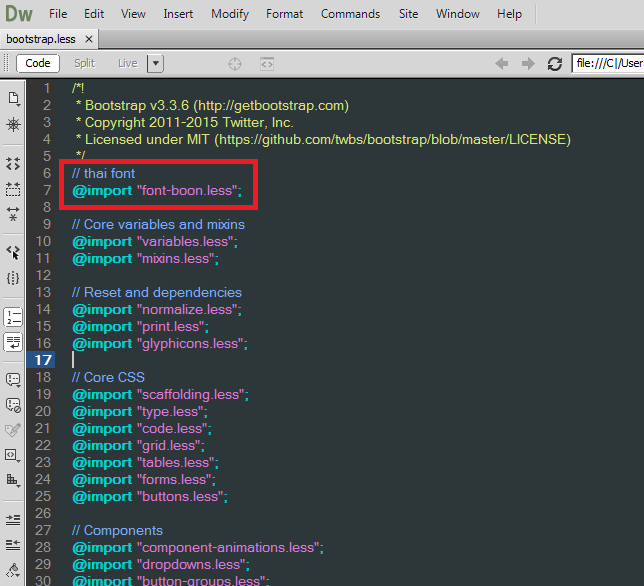 Dw File Edit View Insert Modify Format Commands Site Window Help
bootstrap.less ×
Code Split Live file:///C|/User
1 /*!
2 * Bootstrap v3.3.6 (http://getbootstrap.com)
3 * Copyright 2011-2015 Twitter, Inc.
4 * Licensed under MIT (https://github.com/twbs/bootstrap/blob/master/LICENSE)
5 */
6 // thai font
7 @import "font-boon.less";
8
9 // Core variables and mixins
10 @import "variables.less";
11 @import "mixins.less";
12
13 // Reset and dependencies
14 @import "normalize.less";
15 @import "print.less";
16 @import "glyphicons.less";
17
18 // Core CSS
19 @import "scaffolding.less";
20 @import "type.less";
21 @import "code.less";
22 @import "grid.less";
23 @import "tables.less";
24 @import "forms.less";
25 @import "buttons.less";
26
27 // Components
28 @import "component-animations.less";
29 @import "dropdowns.less";
30 @import "button-groups.less";